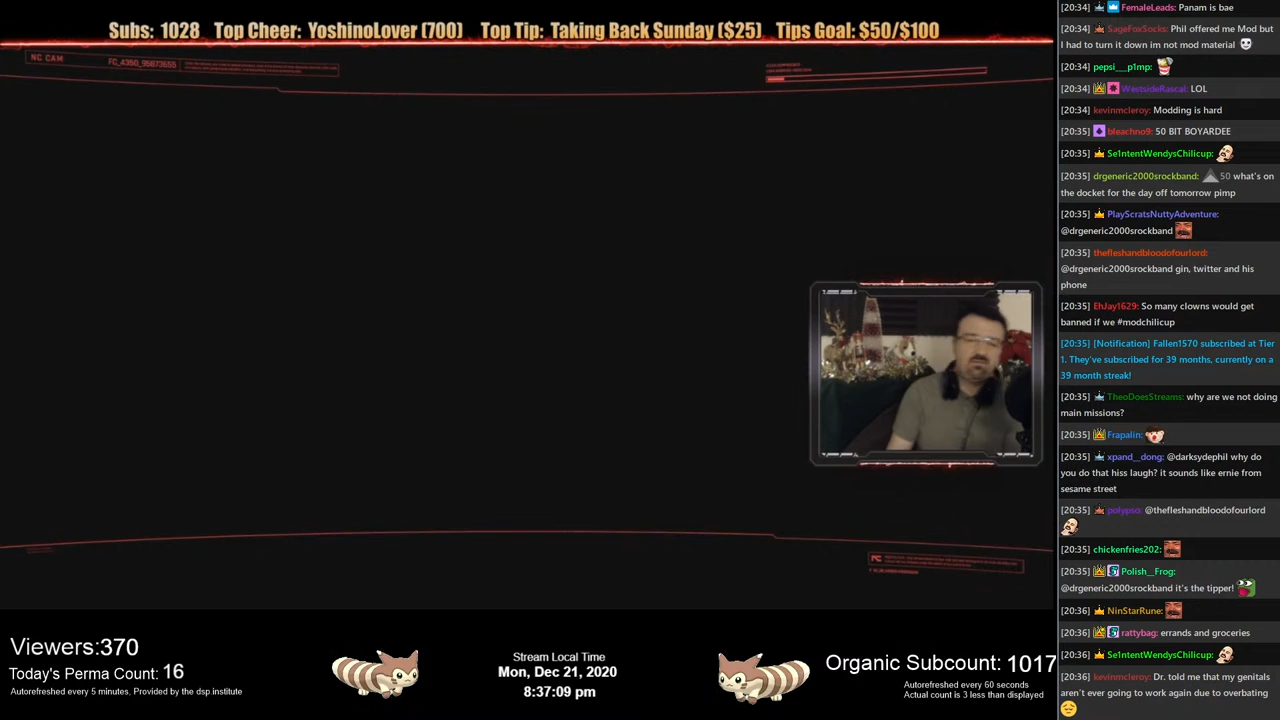 Subs: 1028 Top Cheer: YoshinoLover (700) Top Tip: Taking Back Sunday ($25) Tips Goal: $50/$100
NC CAM
FC_4350_95873655
[20:34] FemaleLeads: Panam is bae
[20:34] SageFoxSocks: Phil offered me Mod but
I had to turn it down im not mod material
[20:34] pepsi__p1mp:
[20:34] WestsideRascal: LOL
[20:34] kevinmcleroy: Modding is hard
[20:35] bleachno9: 50 BIT BOYARDEE
[20:35] Se1ntentWendysChilicup:
[20:35] drgeneric2000srockband: 50 what's on
the docket for the day off tomorrow pimp
[20:35] PlayScratsNuttyAdventure:
@drgeneric2000srockband
[20:35] thefleshandbloodofourlord:
@drgeneric2000srockband gin, twitter and his
phone
[20:35] EhJay1629: So many clowns would get
banned if we #modchilicup
[20:35] [Notification] Fallen1570 subscribed at Tier
1. They've subscribed for 39 months, currently on a
39 month streak!
[20:35] TheoDoesStreams: why are we not doing
main missions?
[20:35] Frapalin:
[20:35] xpand__dong: @darksydephil why do
you do that hiss laugh? it sounds like ernie from
sesame street
[20:35] polypso: @thefleshandbloodofourlord
[20:35] chickenfries202:
[20:35] Polish__Frog:
@drgeneric2000srockband it's the tipper!
[20:36] NinStarRune:
[20:36] rattybag: errands and groceries
[20:36] Se1ntentWendysChilicup:
[20:36] kevinmcleroy: Dr. told me that my genitals
aren't ever going to work again due to overbating
Viewers:370
Today's Perma Count: 16
Autorefreshed every 5 minutes, Provided by the dsp.institute
Stream Local Time
Mon, Dec 21, 2020
8:37:09 pm
Organic Subcount: 1017
Autorefreshed every 60 seconds
Actual count is 3 less than displayed